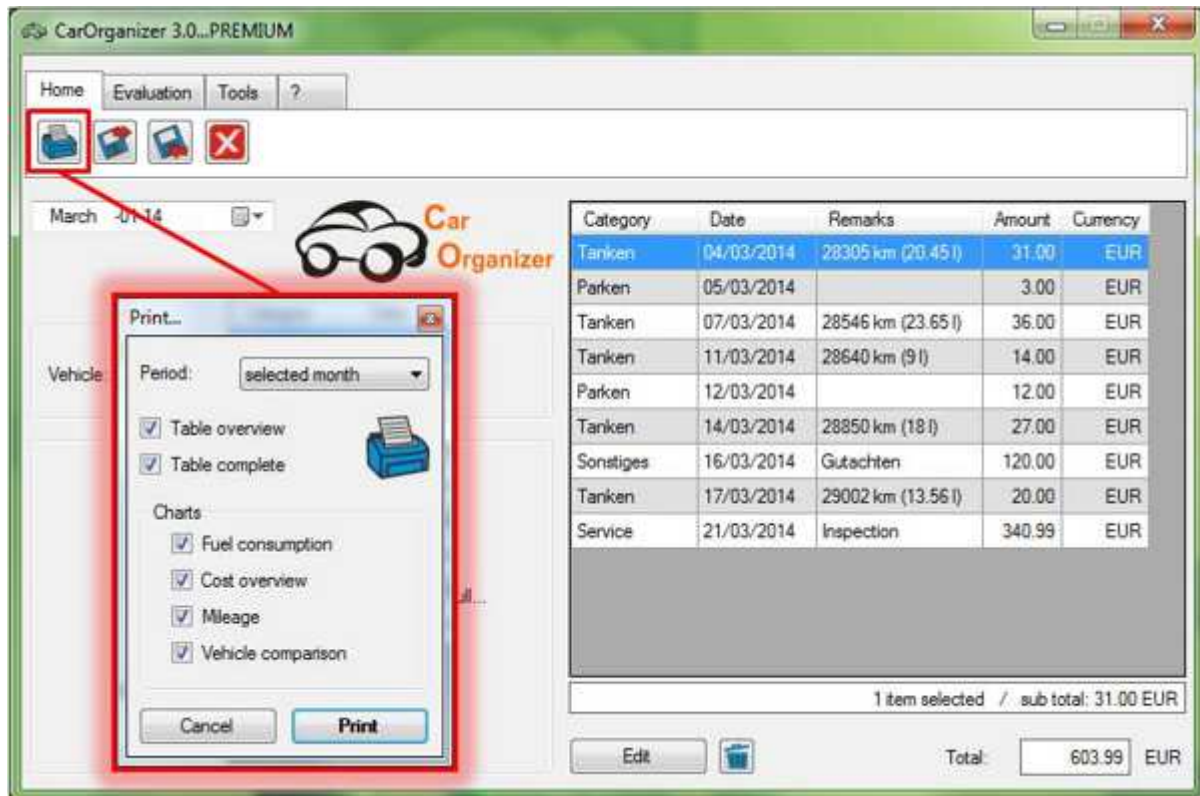 CarOrganizer 3.0...PREMIUM
Home Evaluation Tools ?
March -01-14
Car
Organizer
Vehicle
Print...
Period: selected month
Table overview
Table complete
Charts
Fuel consumption
Cost overview
Mileage
Vehicle comparison
Cancel Print
Category Date Remarks Amount Currency
Tanken 04/03/2014 28305 km (20.45 l) 31.00 EUR
Parken 05/03/2014 3.00 EUR
Tanken 07/03/2014 28546 km (23.65 l) 36.00 EUR
Tanken 11/03/2014 28640 km (9 l) 14.00 EUR
Parken 12/03/2014 12.00 EUR
Tanken 14/03/2014 28850 km (18 l) 27.00 EUR
Sonstiges 16/03/2014 Gutachten 120.00 EUR
Tanken 17/03/2014 29002 km (13.56 l) 20.00 EUR
Service 21/03/2014 Inspection 340.99 EUR
1 item selected / sub total: 31.00 EUR
Edit Total: 603.99 EUR